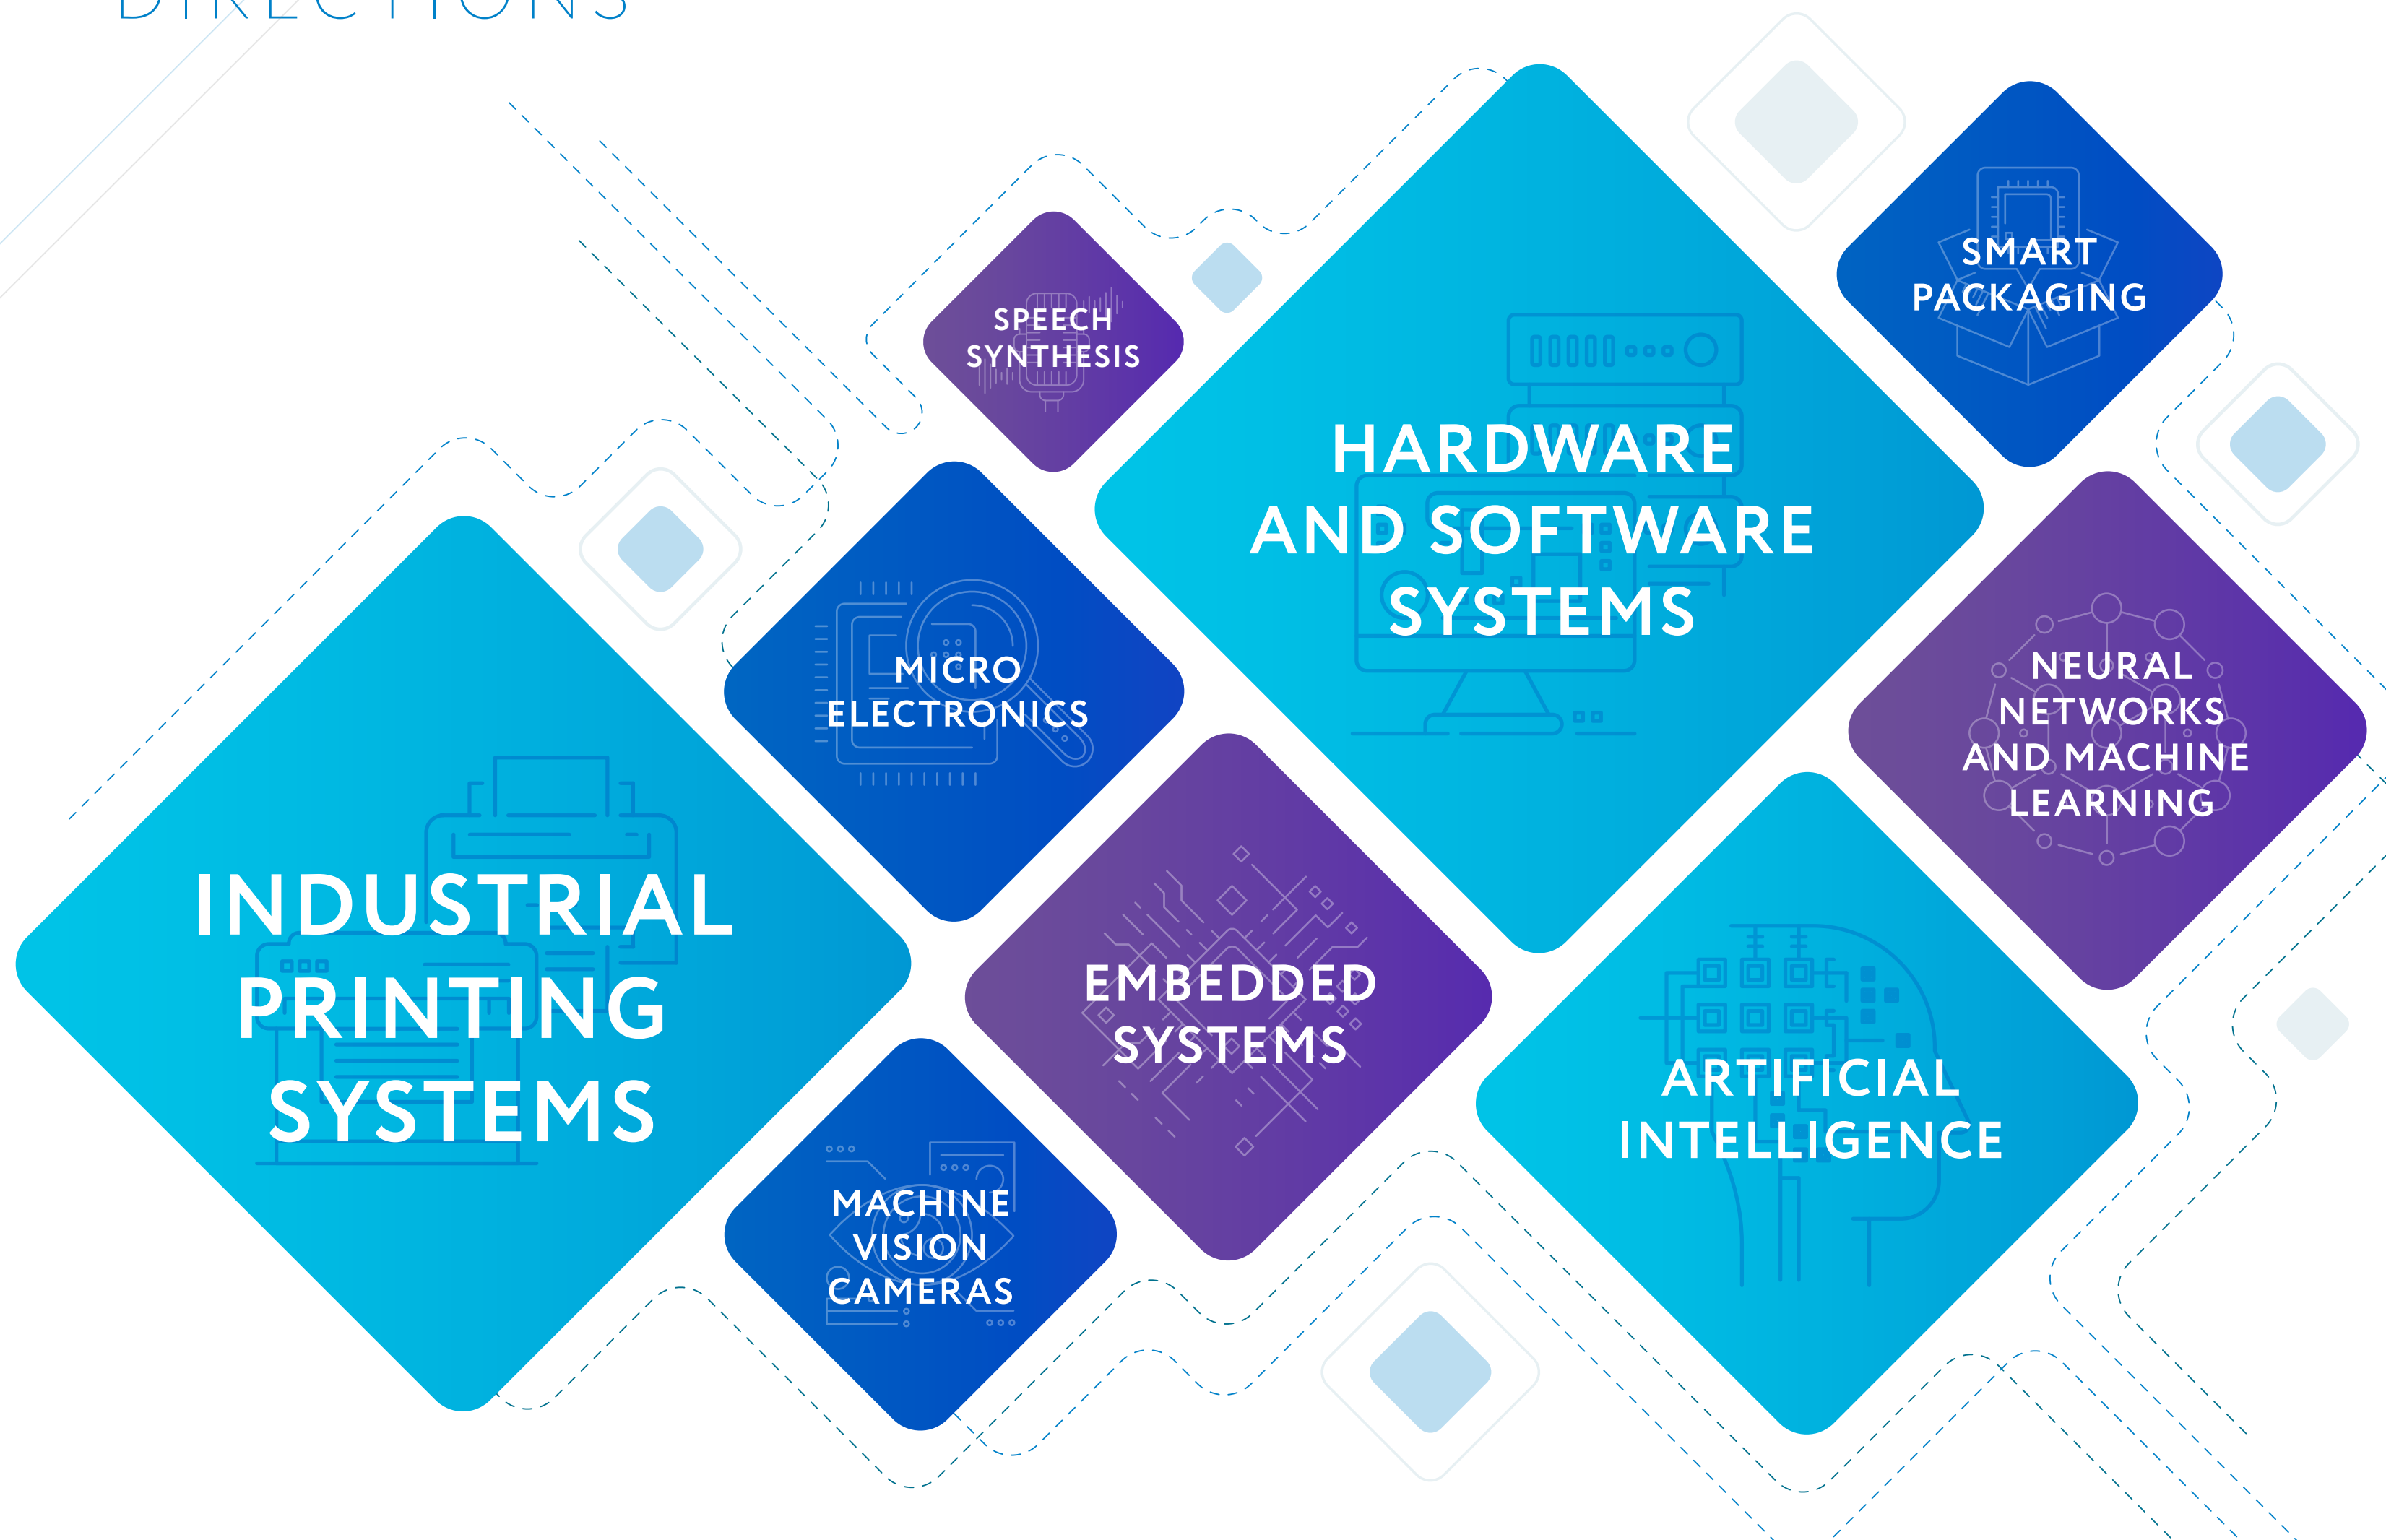 DIRECTIONS
SPEECH
SYNTHESIS
HARDWARE
AND SOFTWARE
SYSTEMS
SMART
PACKAGING
MICRO
ELECTRONICS
NEURAL
NETWORKS
AND MACHINE
LEARNING
INDUSTRIAL
PRINTING
SYSTEMS
EMBEDDED
SYSTEMS
ARTIFICIAL
INTELLIGENCE
MACHINE
VISION
CAMERAS